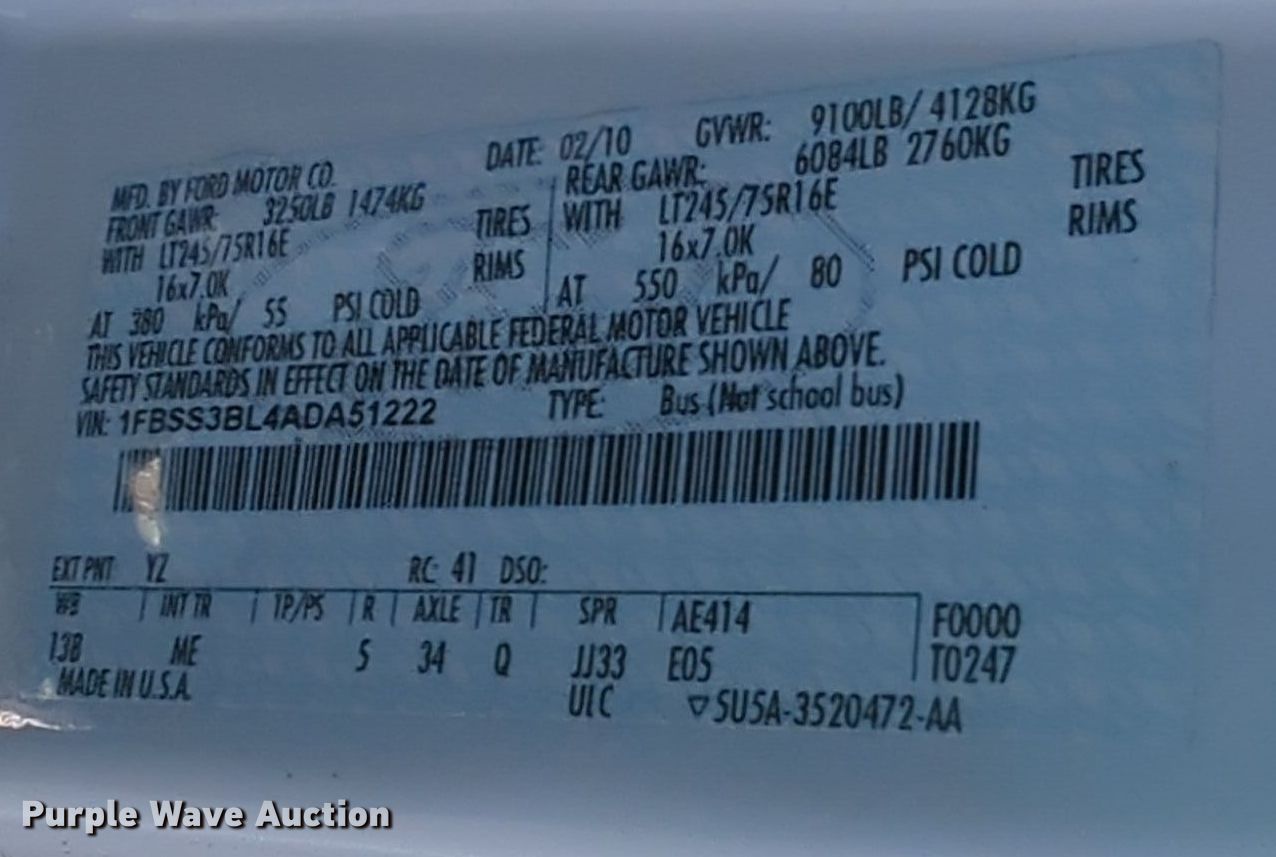 DATE: 02/10 GVWR: 9100LB/ 4128KG
MFD. BY FORD MOTOR CO.
FRONT GAWR: 3250LB 1474KG
WITH LT245/75R16E TIRES
16x7.0K RIMS
AT 380 kPa/ 55 PSI COLD
REAR GAWR: 6084LB 2760KG
WITH LT245/75R16E TIRES
16x7.0K RIMS
AT 550 kPa/ 80 PSI COLD
THIS VEHICLE CONFORMS TO ALL APPLICABLE FEDERAL MOTOR VEHICLE
SAFETY STANDARDS IN EFFECT ON THE DATE OF MANUFACTURE SHOWN ABOVE.
VIN: 1FBSS3BL4ADA51222 TYPE: Bus (Not school bus)
EXT PNT YZ RC: 41 DSO:
WB INT TR TP/PS R AXLE TR SPR AE414 F0000
138 ME 5 34 Q JJ33 E05 T0247
MADE IN U.S.A. UIC ▽5U5A-3520472-AA
Purple Wave Auction